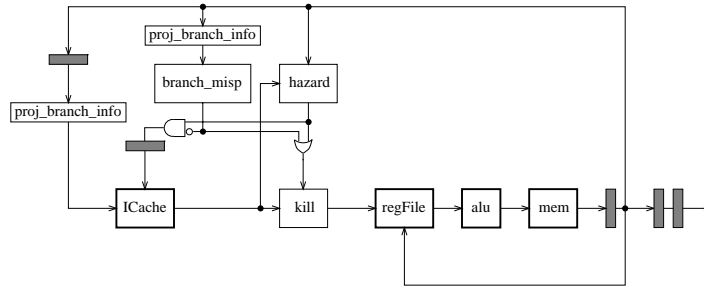 proj_branch_info
branch_misp
hazard
proj_branch_info
ICache
kill
regFile
alu
mem